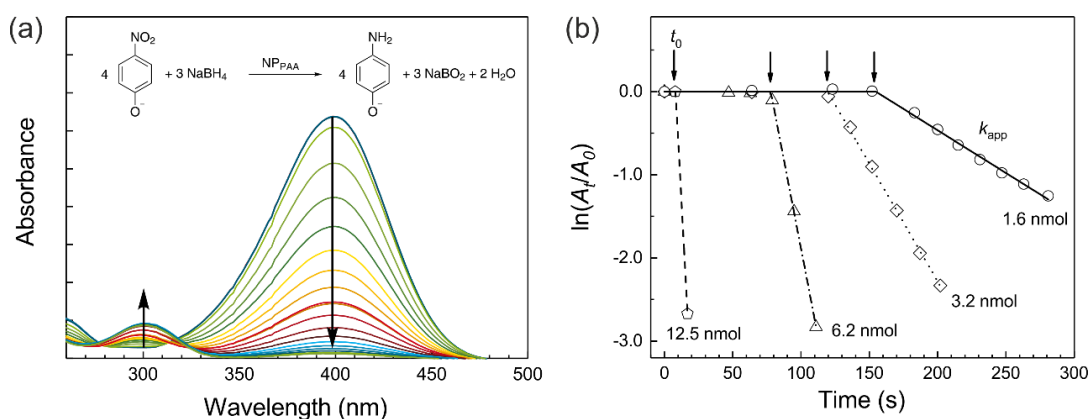 (a)
NO₂
4 + 3 NaBH₄ NPPAA 4 + 3 NaBO₂ + 2 H₂O
O⁻
NH₂
O⁻
Absorbance
300 350 400 450 500
Wavelength (nm)
(b)
t₀
kapp
1.6 nmol
3.2 nmol
6.2 nmol
12.5 nmol
ln(At/A0)
0.0
-1.0
-2.0
-3.0
0 50 100 150 200 250 300
Time (s)